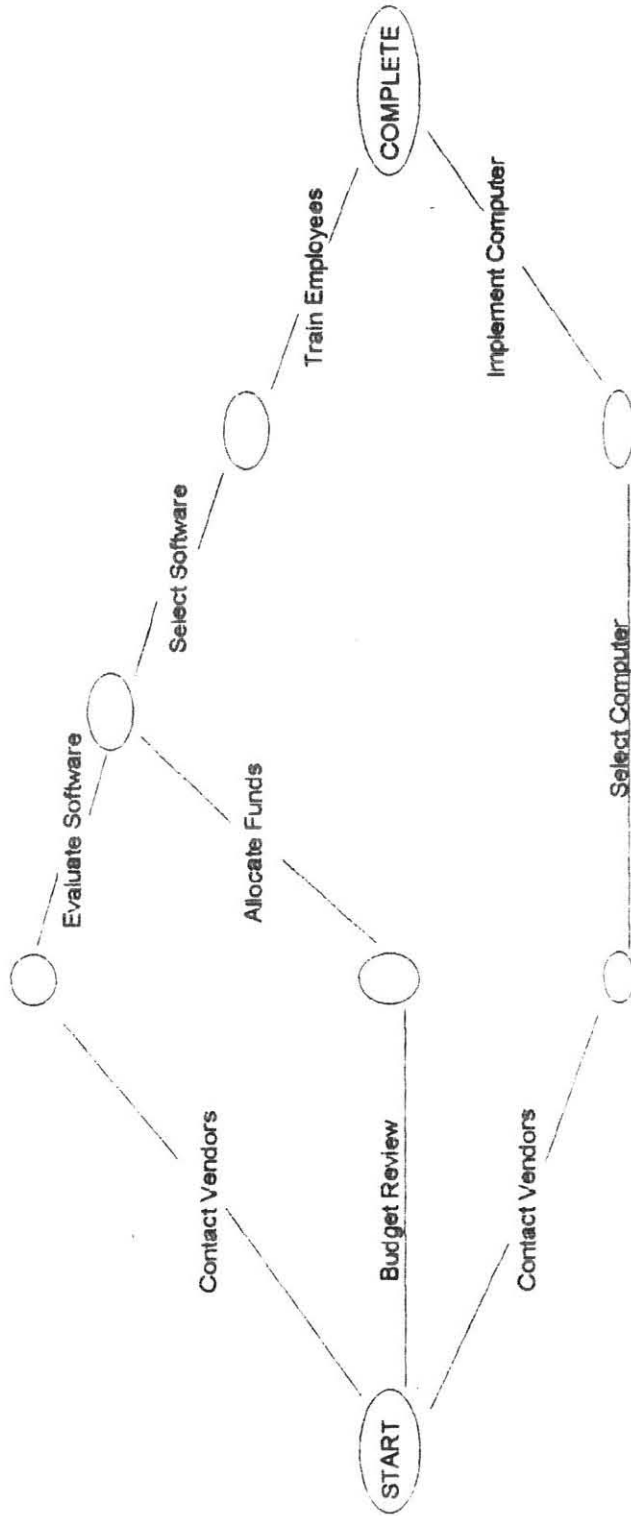 START
Contact Vendors
Budget Review
Contact Vendors
Evaluate Software
Allocate Funds
Select Computer
Select Software
Train Employees
Implement Computer
COMPLETE